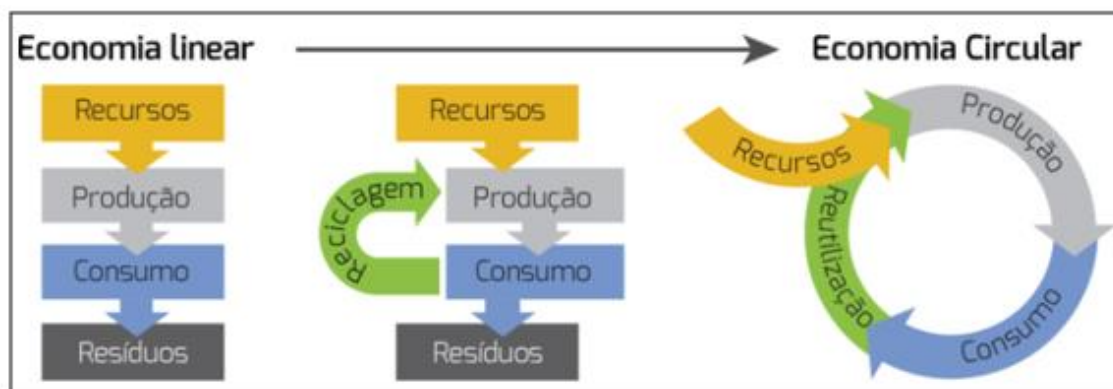 Economia linear
Economia Circular
Recursos
Produção
Consumo
Resíduos
Recursos
Reciclagem
Produção
Consumo
Resíduos
Recursos
Produção
Consumo
Reutilização